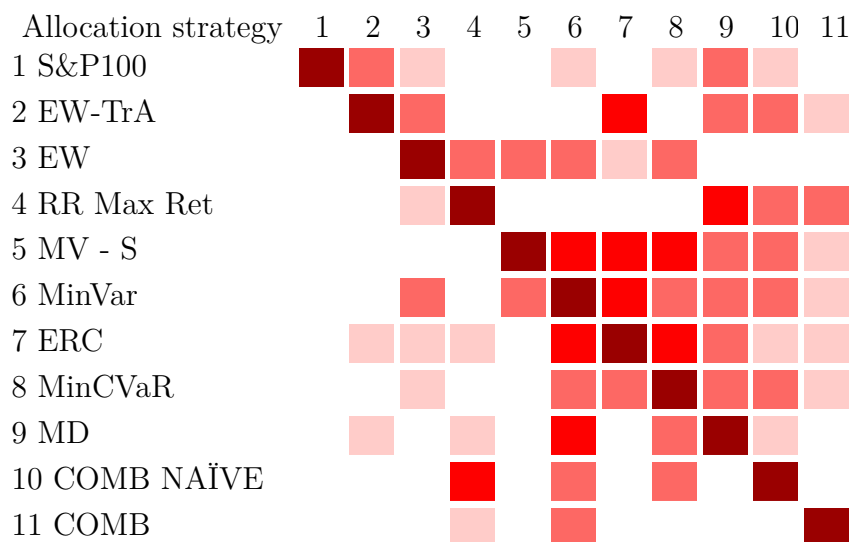 Allocation strategy 1 2 3 4 5 6 7 8 9 10 11
1 S&P100
2 EW-TrA
3 EW
4 RR Max Ret
5 MV - S
6 MinVar
7 ERC
8 MinCVaR
9 MD
10 COMB NAÏVE
11 COMB